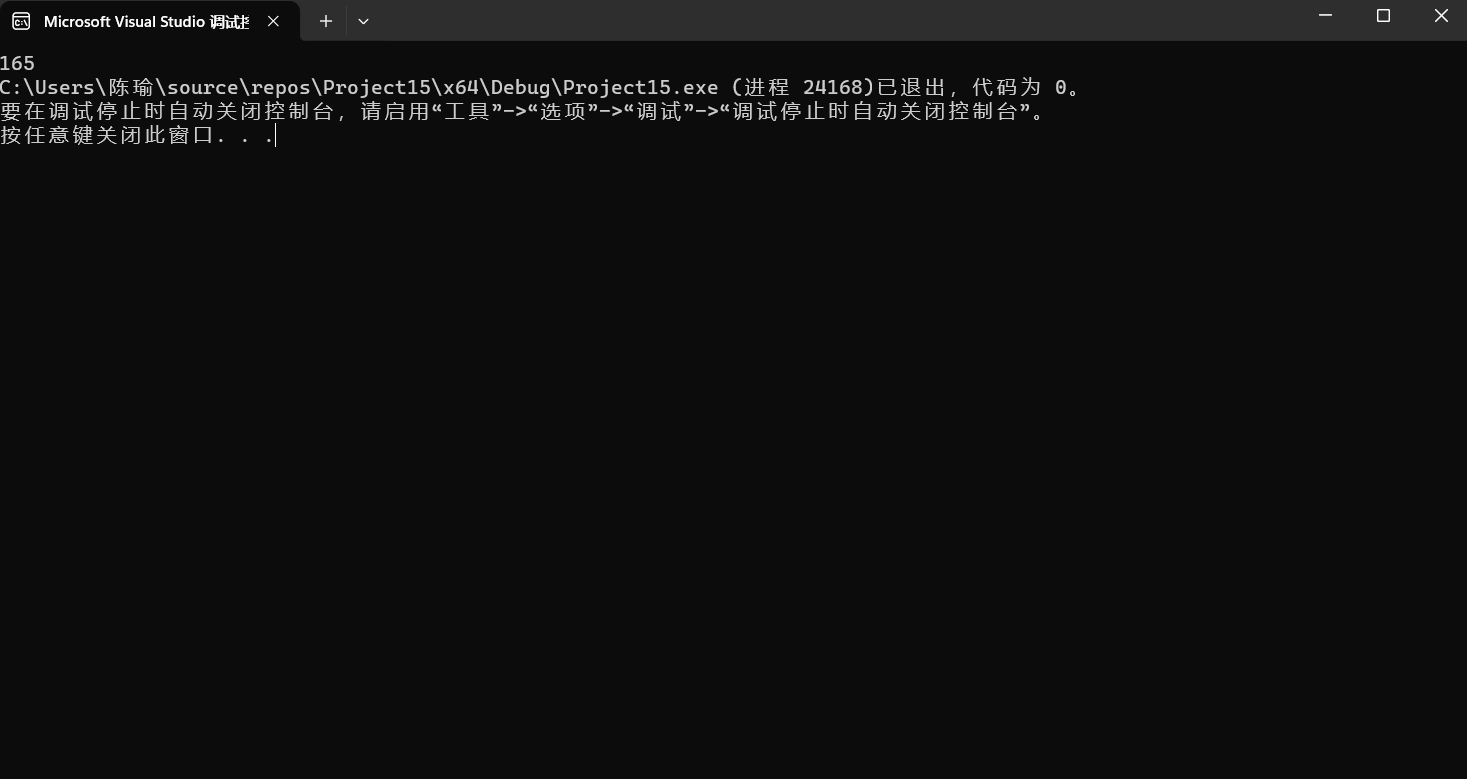 Microsoft Visual Studio 调试
165
C:\Users\陈瑜\source\repos\Project15\x64\Debug\Project15.exe (进程 24168)已退出，代码为 0。
要在调试停止时自动关闭控制台，请启用“工具”->“选项”->“调试”->“调试停止时自动关闭控制台”。
按任意键关闭此窗口. . .